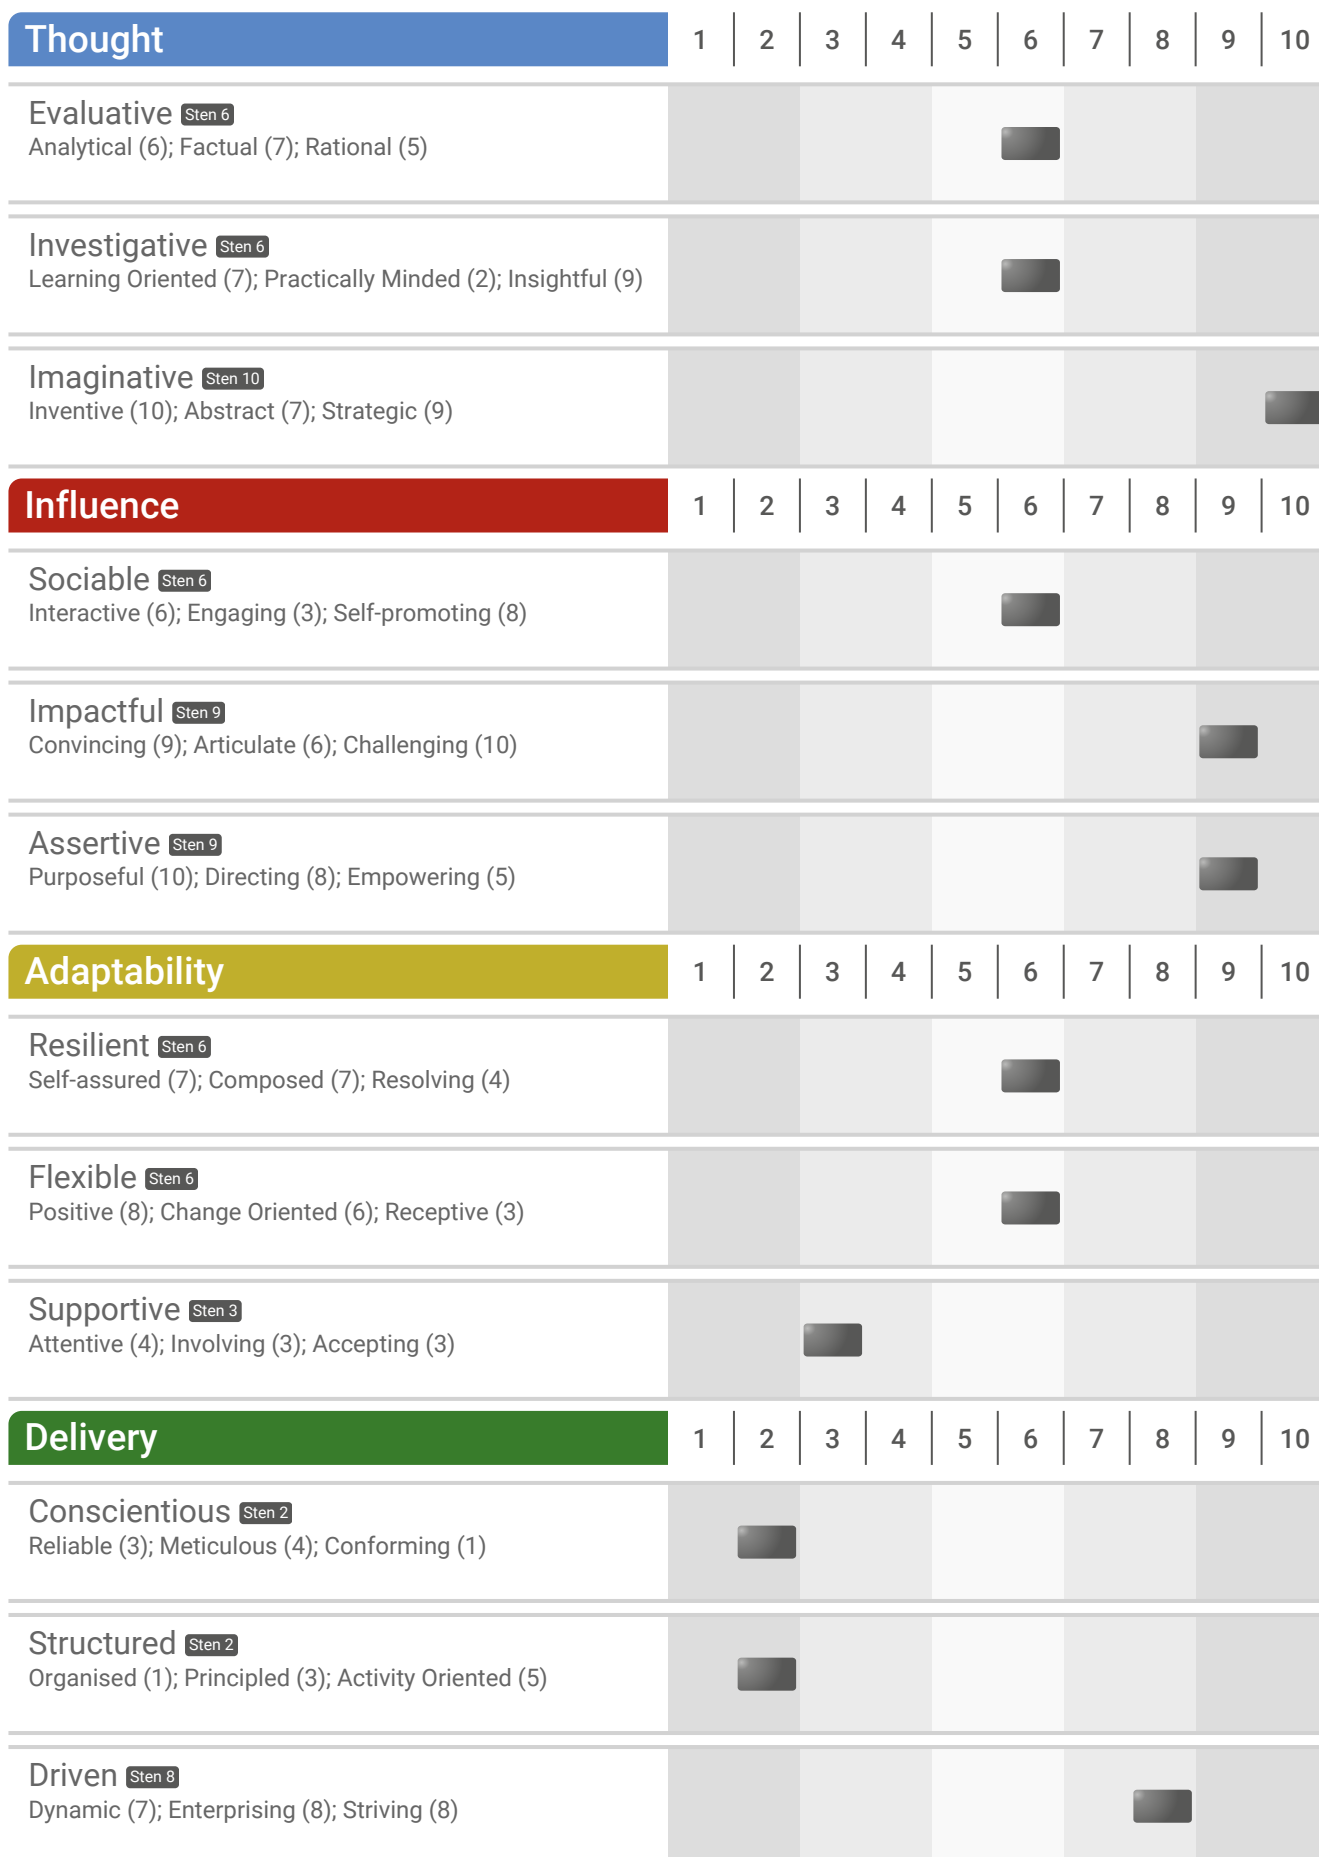 Thought 1 2 3 4 5 6 7 8 9 10
Evaluative Sten 6
Analytical (6); Factual (7); Rational (5)
Investigative Sten 6
Learning Oriented (7); Practically Minded (2); Insightful (9)
Imaginative Sten 10
Inventive (10); Abstract (7); Strategic (9)
Influence 1 2 3 4 5 6 7 8 9 10
Sociable Sten 6
Interactive (6); Engaging (3); Self-promoting (8)
Impactful Sten 9
Convincing (9); Articulate (6); Challenging (10)
Assertive Sten 9
Purposeful (10); Directing (8); Empowering (5)
Adaptability 1 2 3 4 5 6 7 8 9 10
Resilient Sten 6
Self-assured (7); Composed (7); Resolving (4)
Flexible Sten 6
Positive (8); Change Oriented (6); Receptive (3)
Supportive Sten 3
Attentive (4); Involving (3); Accepting (3)
Delivery 1 2 3 4 5 6 7 8 9 10
Conscientious Sten 2
Reliable (3); Meticulous (4); Conforming (1)
Structured Sten 2
Organised (1); Principled (3); Activity Oriented (5)
Driven Sten 8
Dynamic (7); Enterprising (8); Striving (8)